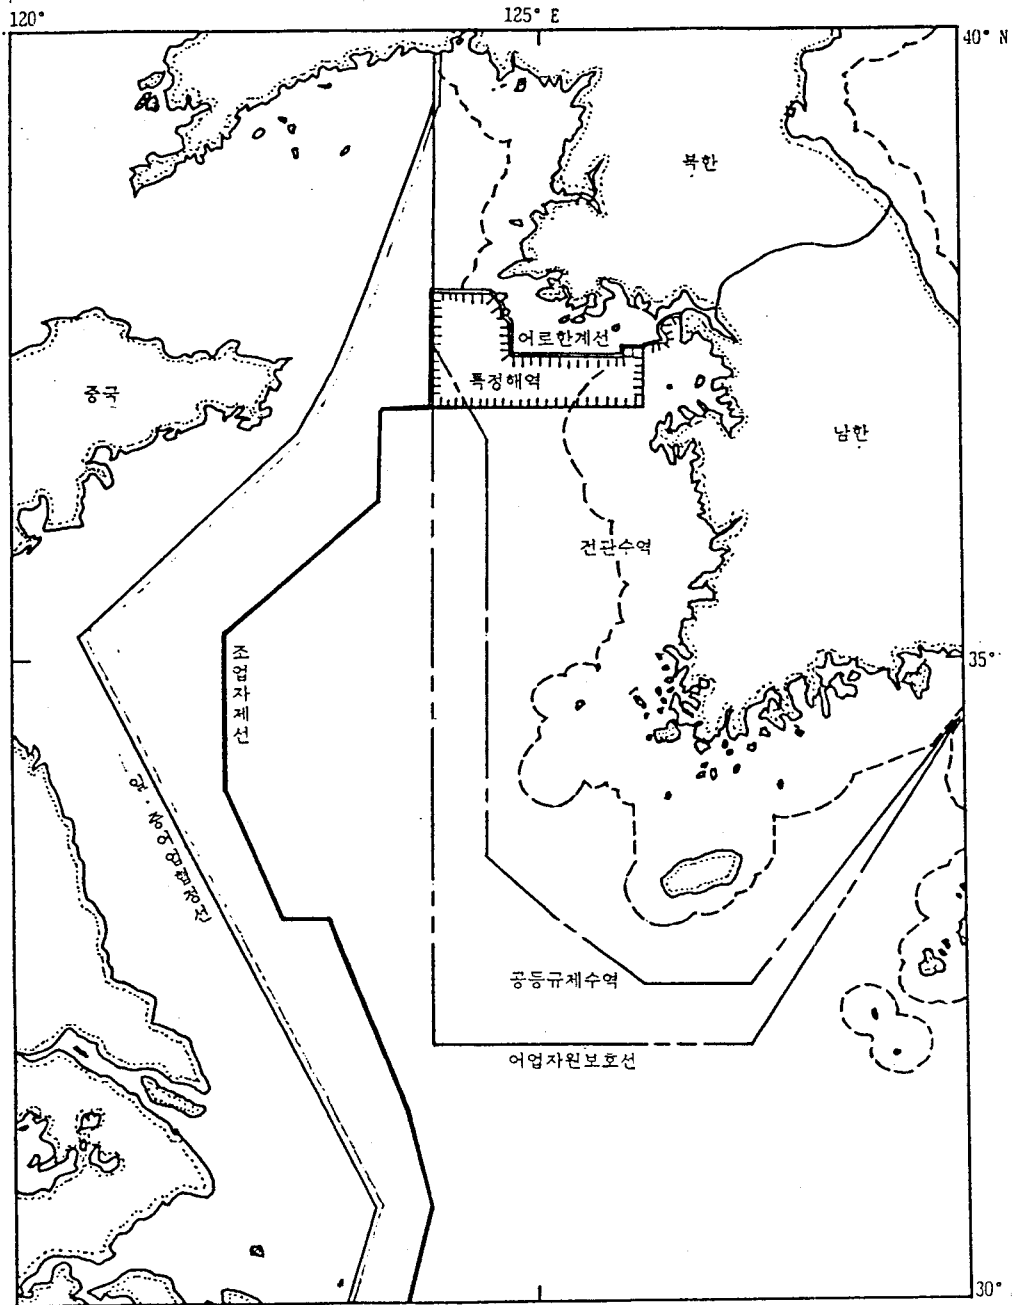 120°
125° E
40° N
북한
어로한계선
특정해역
중국
남한
전관수역
35°
조업자제선
일·중어업협정선
공동규제수역
어업자원보호선
30°